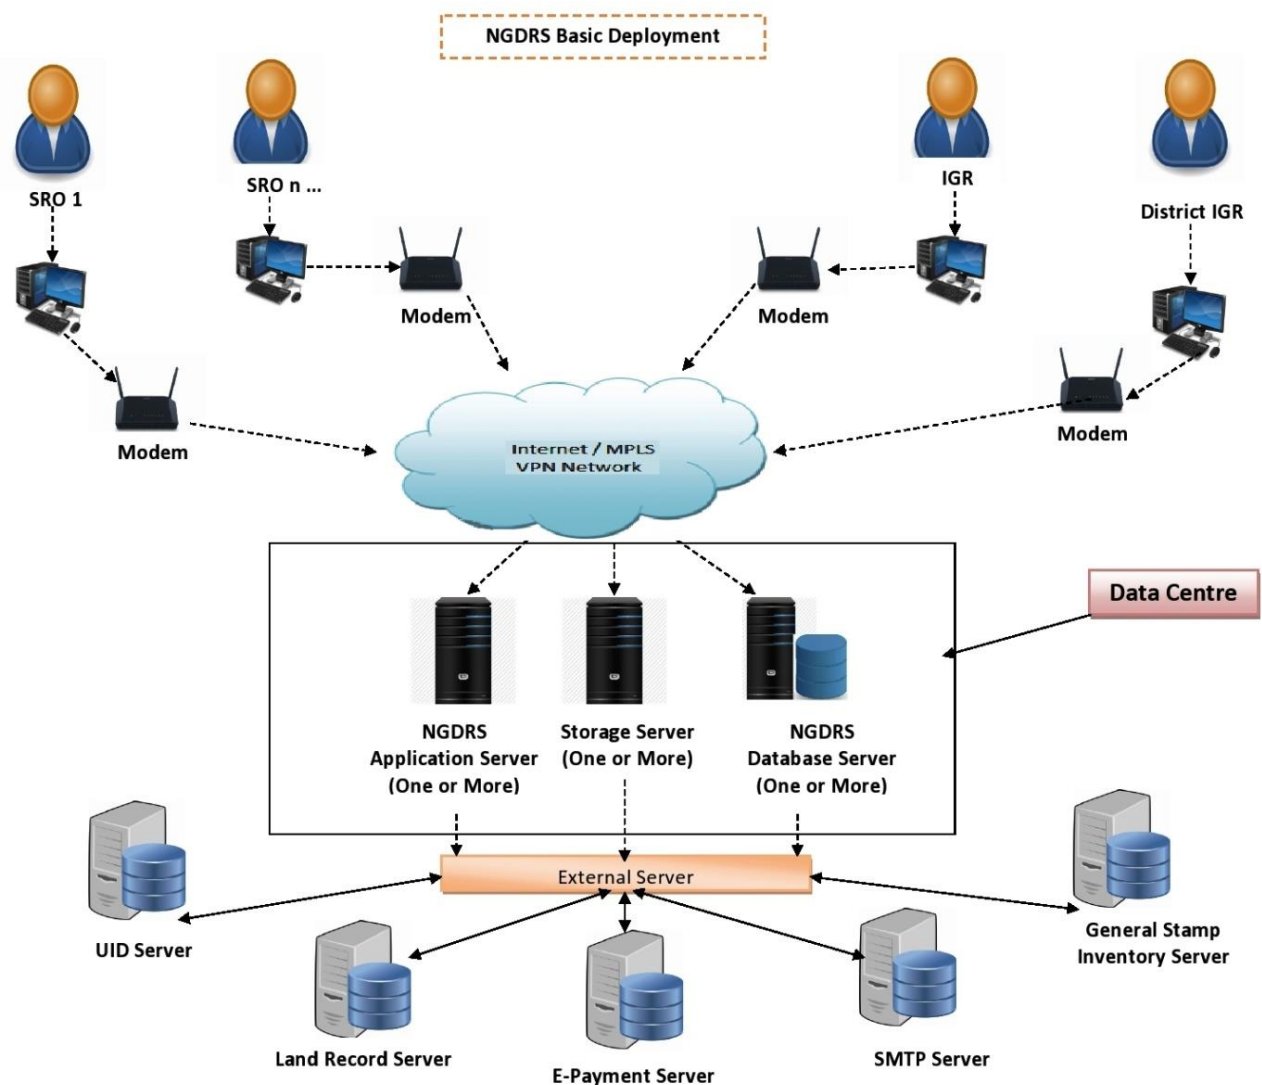 NGDRS Basic Deployment
SRO 1
SRO n ...
IGR
District IGR
Modem
Modem
Modem
Modem
Internet / MPLS
VPN Network
Data Centre
NGDRS
Application Server
(One or More)
Storage Server
(One or More)
NGDRS
Database Server
(One or More)
External Server
UID Server
General Stamp
Inventory Server
Land Record Server
E-Payment Server
SMTP Server